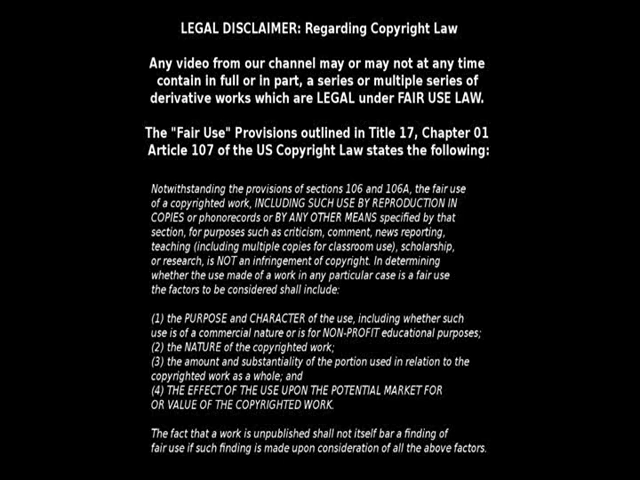 LEGAL DISCLAIMER: Regarding Copyright Law
Any video from our channel may or may not at any time
contain in full or in part, a series or multiple series of
derivative works which are LEGAL under FAIR USE LAW.
The "Fair Use" Provisions outlined in Title 17, Chapter 01
Article 107 of the US Copyright Law states the following:
Notwithstanding the provisions of sections 106 and 106A, the fair use
of a copyrighted work, INCLUDING SUCH USE BY REPRODUCTION IN
COPIES or phonorecords or BY ANY OTHER MEANS specified by that
section, for purposes such as criticism, comment, news reporting,
teaching (including multiple copies for classroom use), scholarship,
or research, is NOT an infringement of copyright. In determining
whether the use made of a work in any particular case is a fair use
the factors to be considered shall include:
(1) the PURPOSE and CHARACTER of the use, including whether such
use is of a commercial nature or is for NON-PROFIT educational purposes;
(2) the NATURE of the copyrighted work;
(3) the amount and substantiality of the portion used in relation to the
copyrighted work as a whole; and
(4) THE EFFECT OF THE USE UPON THE POTENTIAL MARKET FOR
OR VALUE OF THE COPYRIGHTED WORK.
The fact that a work is unpublished shall not itself bar a finding of
fair use if such finding is made upon consideration of all the above factors.